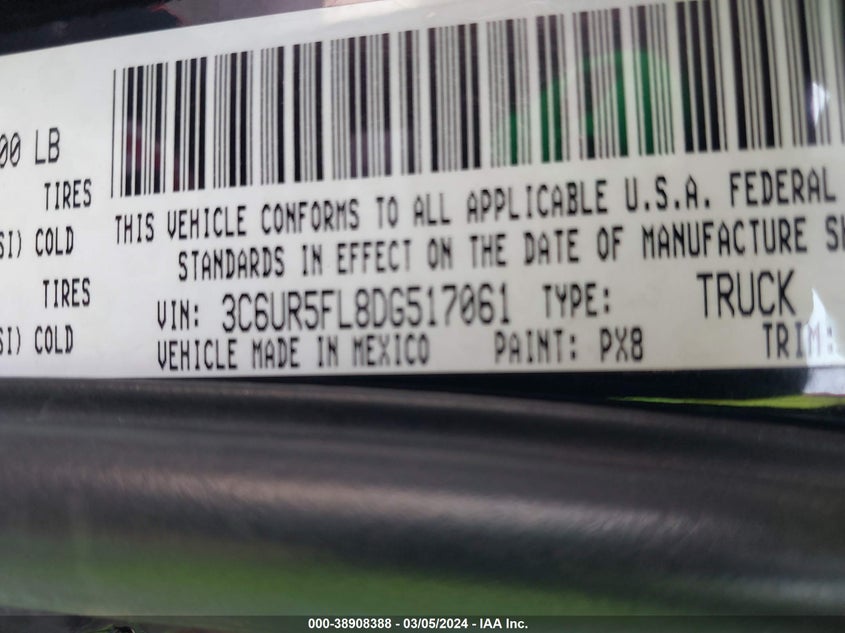 00 LB
TIRES
SI) COLD
TIRES
SI) COLD
THIS VEHICLE CONFORMS TO ALL APPLICABLE U.S.A. FEDERAL
STANDARDS IN EFFECT ON THE DATE OF MANUFACTURE SH
VIN: 3C6UR5FL8DG517061 TYPE: TRUCK
VEHICLE MADE IN MEXICO PAINT: PX8 TRIM:
000-38908388 - 03/05/2024 - IAA Inc.